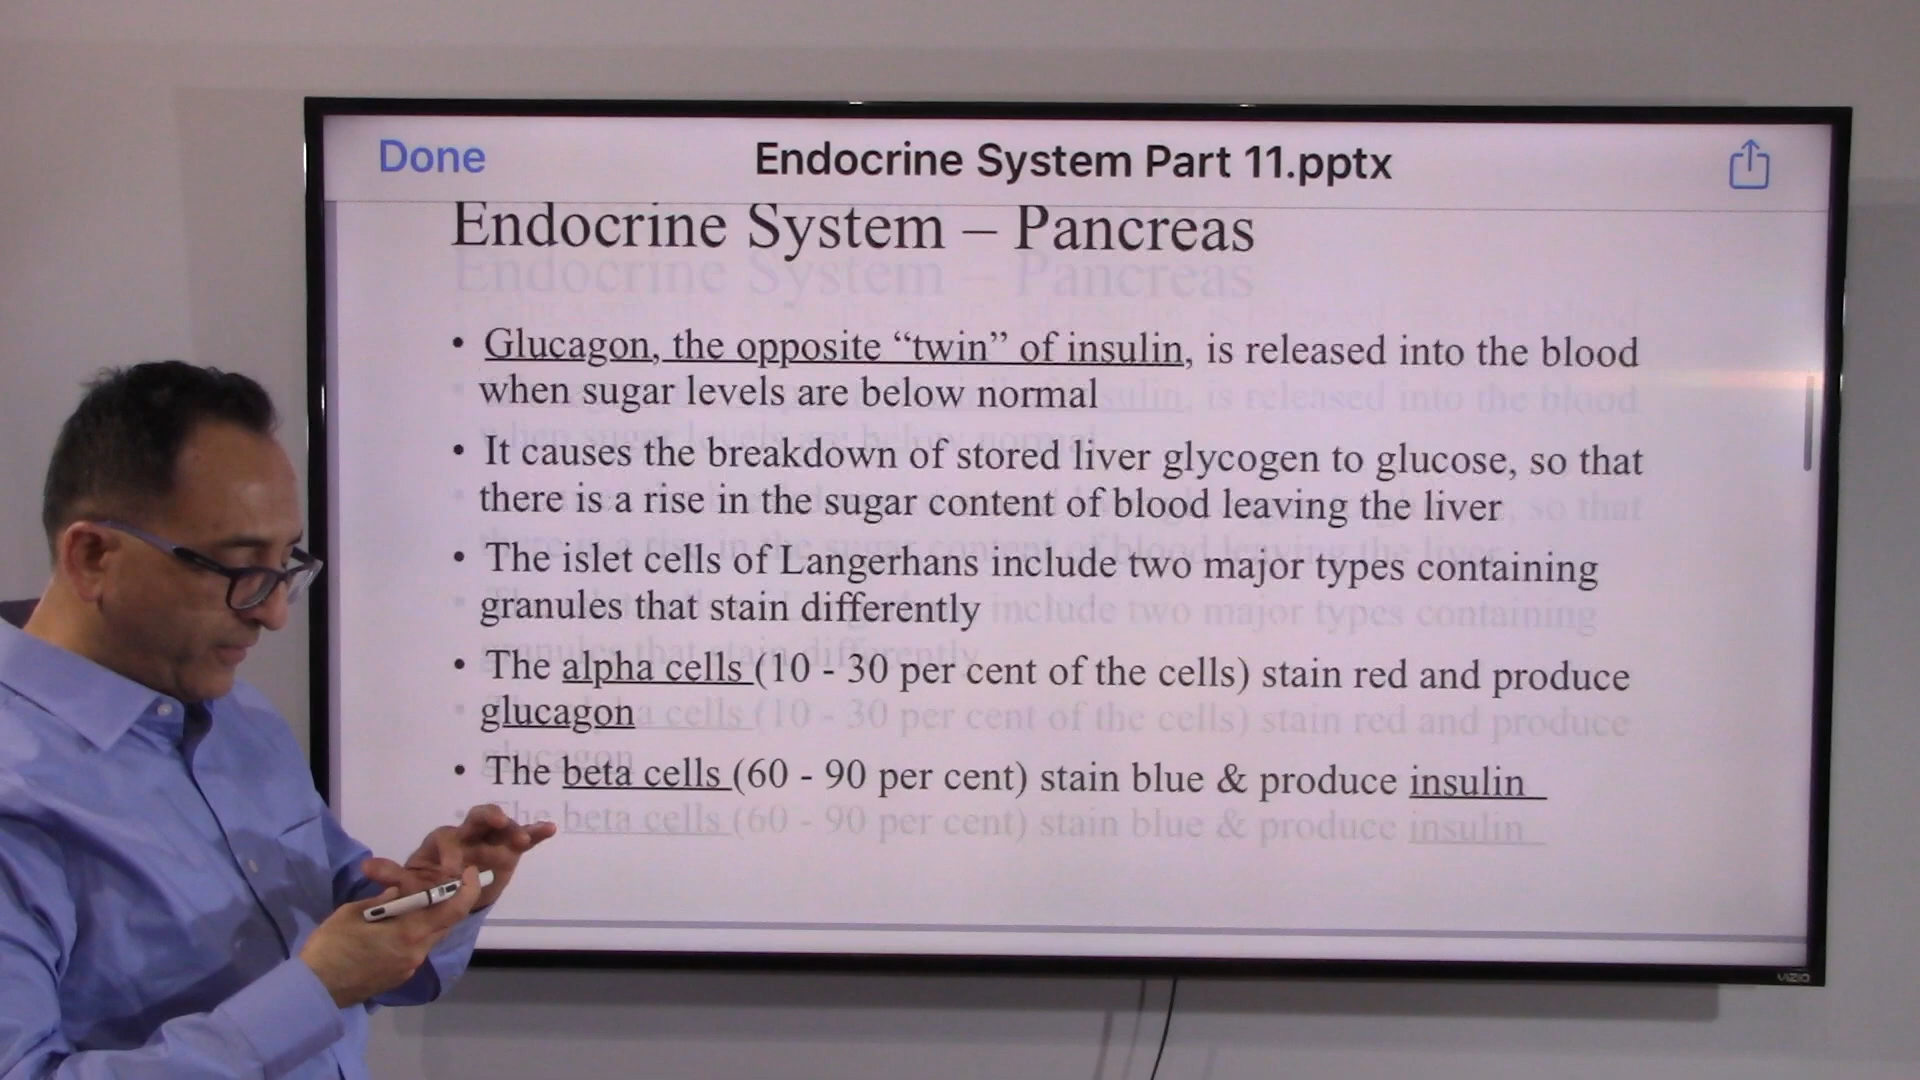 Done
Endocrine System Part 11.pptx
Endocrine System – Pancreas
• Glucagon, the opposite “twin” of insulin, is released into the blood
when sugar levels are below normal
• It causes the breakdown of stored liver glycogen to glucose, so that
there is a rise in the sugar content of blood leaving the liver
• The islet cells of Langerhans include two major types containing
granules that stain differently
• The alpha cells (10 - 30 per cent of the cells) stain red and produce
glucagon
• The beta cells (60 - 90 per cent) stain blue & produce insulin
VIZIO